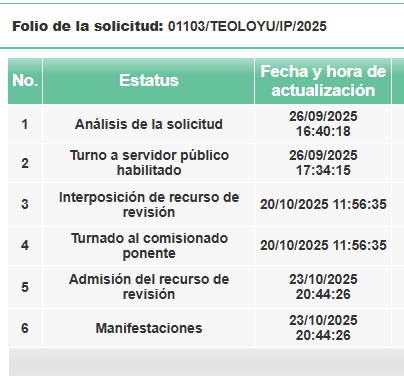 Folio de la solicitud: 01103/TEOLOYU/IP/2025
No. Estatus Fecha y hora de actualización
1 Análisis de la solicitud 26/09/2025 16:40:18
2 Turno a servidor público habilitado 26/09/2025 17:34:15
3 Interposición de recurso de revisión 20/10/2025 11:56:35
4 Turnado al comisionado ponente 20/10/2025 11:56:35
5 Admisión del recurso de revisión 23/10/2025 20:44:26
6 Manifestaciones 23/10/2025 20:44:26